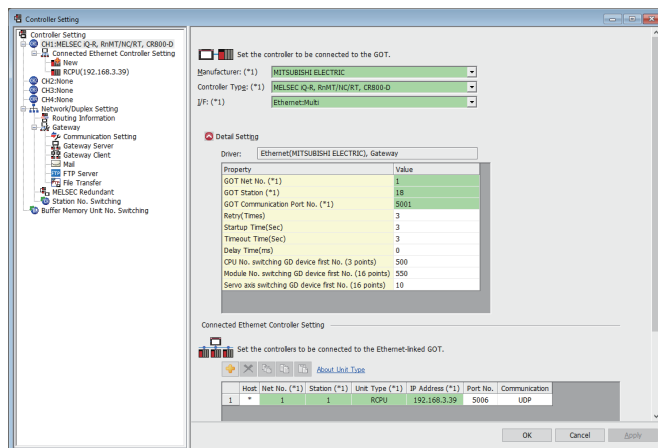 Controller Setting
Controller Setting
CH1:MELSEC iQ-R, RnMT/NC/RT, CR800-D
Connected Ethernet Controller Setting
New
RCPU(192.168.3.39)
CH2:None
CH3:None
CH4:None
Network/Duplex Setting
Routing Information
Gateway
Communication Setting
Gateway Server
Gateway Client
Mail
FTP Server
File Transfer
MELSEC Redundant
Station No. Switching
Buffer Memory Unit No. Switching
Set the controller to be connected to the GOT.
Manufacturer: (*1) MITSUBISHI ELECTRIC
Controller Type: (*1) MELSEC iQ-R, RnMT/NC/RT, CR800-D
I/F: (*1) Ethernet:Multi
Detail Setting
Driver: Ethernet(MITSUBISHI ELECTRIC), Gateway
Property Value
GOT Net No. (*1) 1
GOT Station (*1) 18
GOT Communication Port No. (*1) 5001
Retry(Times) 3
Startup Time(Sec) 3
Timeout Time(Sec) 3
Delay Time(ms) 0
CPU No. switching GD device first No. (3 points) 500
Module No. switching GD device first No. (16 points) 550
Servo axis switching GD device first No. (16 points) 10
Connected Ethernet Controller Setting
Set the controllers to be connected to the Ethernet-linked GOT.
About Unit Type
Host Net No. (*1) Station (*1) Unit Type (*1) IP Address (*1) Port No. Communication
1 * 1 1 RCPU 192.168.3.39 5006 UDP
OK Cancel Apply